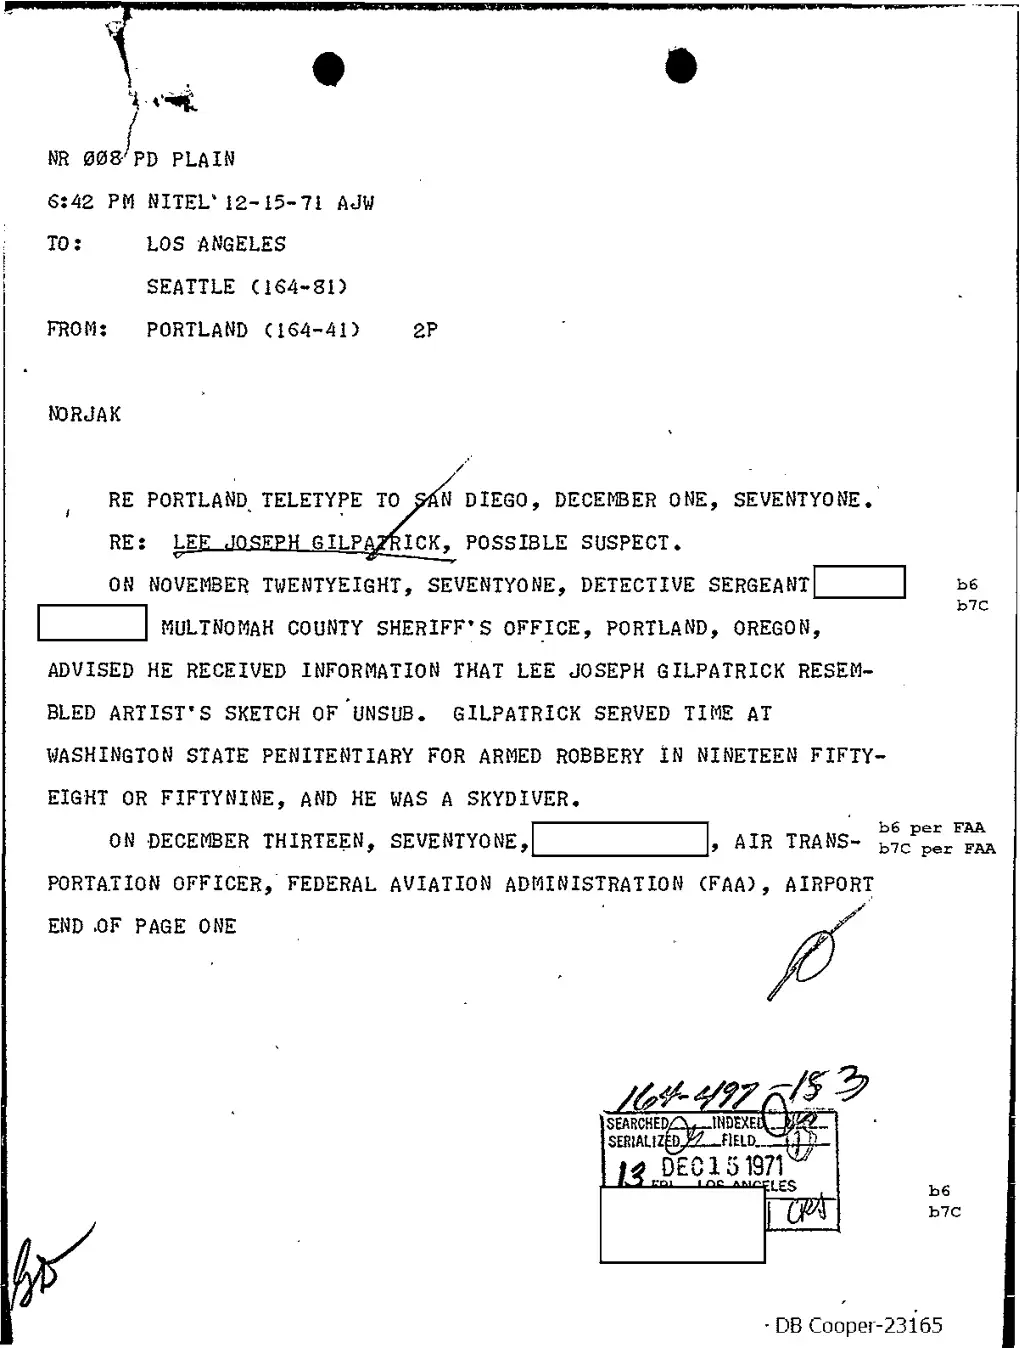 NR 008 PD PLAIN
6:42 PM NITEL 12-15-71 AJW
TO: LOS ANGELES
SEATTLE (164-81)
FROM: PORTLAND (164-41) 2P
NORJAK
RE PORTLAND TELETYPE TO SAN DIEGO, DECEMBER ONE, SEVENTYONE.
RE: LEE JOSEPH GILPATRICK, POSSIBLE SUSPECT.
ON NOVEMBER TWENTYEIGHT, SEVENTYONE, DETECTIVE SERGEANT
b6
b7C
MULTNOMAH COUNTY SHERIFF'S OFFICE, PORTLAND, OREGON,
ADVISED HE RECEIVED INFORMATION THAT LEE JOSEPH GILPATRICK RESEM-
BLED ARTIST'S SKETCH OF UNSUB. GILPATRICK SERVED TIME AT
WASHINGTON STATE PENITENTIARY FOR ARMED ROBBERY IN NINETEEN FIFTY-
EIGHT OR FIFTYNINE, AND HE WAS A SKYDIVER.
ON DECEMBER THIRTEEN, SEVENTYONE, , AIR TRANS-
b6 per FAA
b7C per FAA
PORTATION OFFICER, FEDERAL AVIATION ADMINISTRATION (FAA), AIRPORT
END OF PAGE ONE
164-497-153
SEARCHED INDEXED
SERIALIZED FIELD
13 DEC 15 1971
FBI LOS ANGELES
b6
b7C
DB Cooper-23165